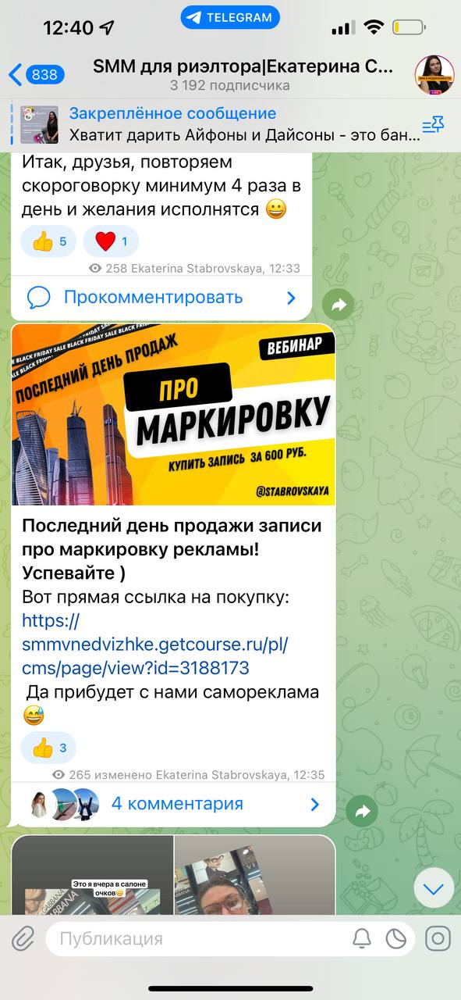 12:40
TELEGRAM
838
SMM для риэлтора|Екатерина С...
3 192 подписчика
Закреплённое сообщение
Хватит дарить Айфоны и Дайсоны - это бан...
Итак, друзья, повторяем
скороговорку минимум 4 раза в
день и желания исполнятся 😀
👍 5 ❤️ 1
258 Ekaterina Stabrovskaya, 12:33
Прокомментировать
E BLACK FRIDAY SALE BLACK FRIDAY SALE
ПОСЛЕДНИЙ ДЕНЬ ПРОДАЖ
ВЕБИНАР
ПРО
МАРКИРОВКУ
КУПИТЬ ЗАПИСЬ ЗА 600 РУБ.
@STABROVSKAYA
Последний день продажи записи
про маркировку рекламы!
Успевайте )
Вот прямая ссылка на покупку:
https://
smmvnedvizhke.getcourse.ru/pl/
cms/page/view?id=3188173
Да прибудет с нами самореклама
😅
👍 3
265 изменено Ekaterina Stabrovskaya, 12:35
4 комментария
Это я вчера в салоне
очков😊
GABBANA
Публикация